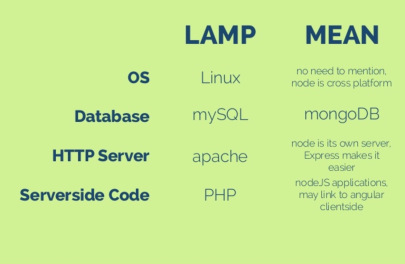 LAMP MEAN
OS Linux no need to mention,
node is cross platform
Database mySQL mongoDB
HTTP Server apache node is its own server,
Express makes it
easier
Serverside Code PHP nodeJS applications,
may link to angular
clientside